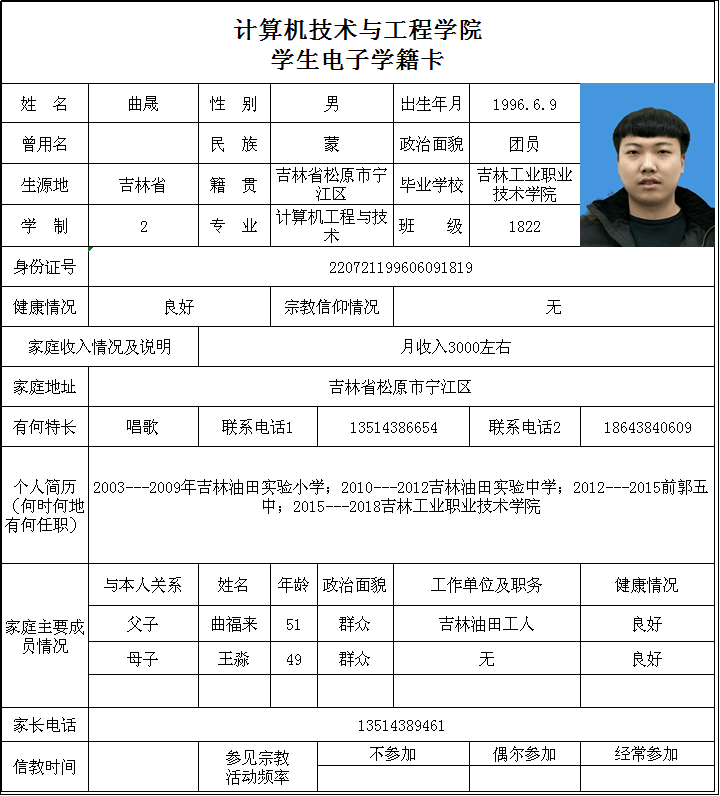 计算机技术与工程学院
学生电子学籍卡
姓 名 曲晟 性 别 男 出生年月 1996.6.9
曾用名 民 族 蒙 政治面貌 团员
生源地 吉林省 籍 贯 吉林省松原市宁江区 毕业学校 吉林工业职业技术学院
学 制 2 专 业 计算机工程与技术 班 级 1822
身份证号 220721199606091819
健康情况 良好 宗教信仰情况 无
家庭收入情况及说明 月收入3000左右
家庭地址 吉林省松原市宁江区
有何特长 唱歌 联系电话1 13514386654 联系电话2 18643840609
个人简历
(何时何地
有何任职)
2003---2009年吉林油田实验小学；2010---2012吉林油田实验中学；2012---2015前郭五
中；2015---2018吉林工业职业技术学院
家庭主要成
员情况
与本人关系 姓名 年龄 政治面貌 工作单位及职务 健康情况
父子 曲福来 51 群众 吉林油田工人 良好
母子 王淼 49 群众 无 良好
家长电话 13514389461
信教时间 参见宗教
活动频率
不参加 偶尔参加 经常参加